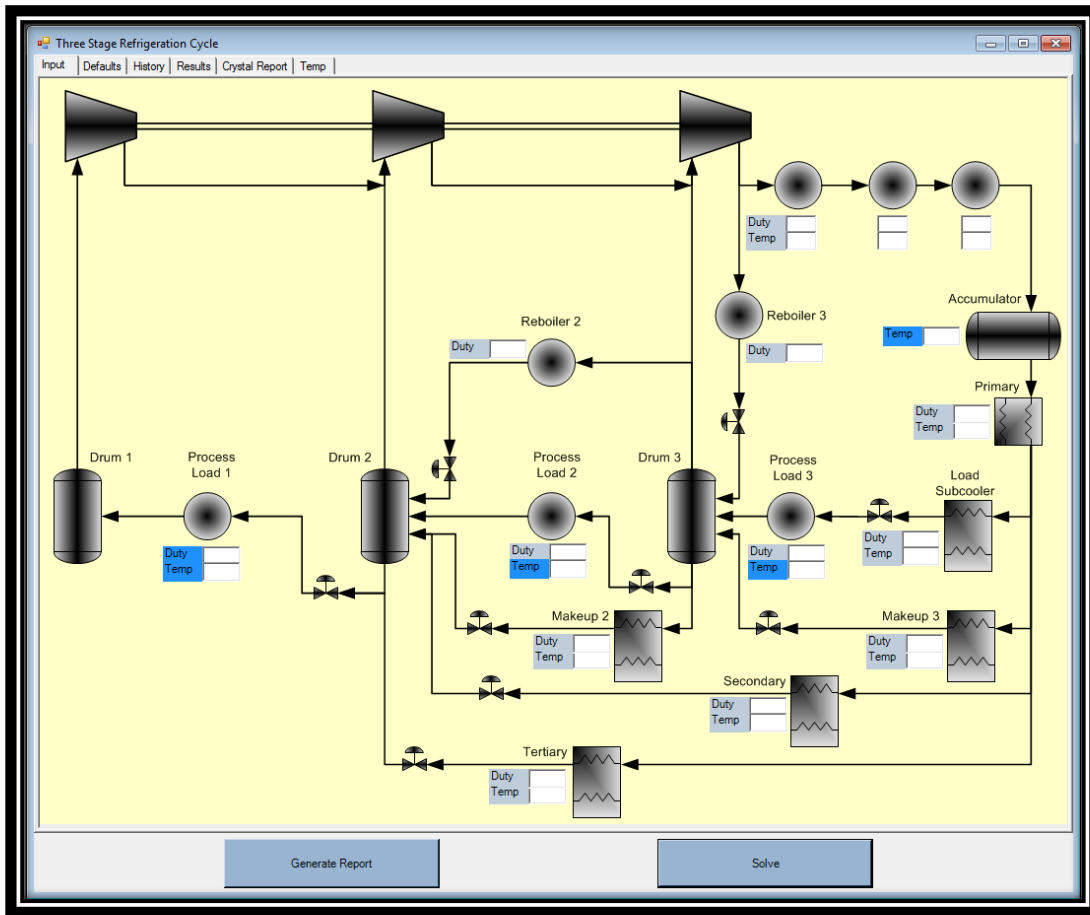 Three Stage Refrigeration Cycle
Input
Defaults
History
Results
Crystal Report
Temp
Duty
Temp
Accumulator
Temp
Reboiler 2
Duty
Reboiler 3
Duty
Primary
Duty
Temp
Drum 1
Process
Load 1
Duty
Temp
Drum 2
Process
Load 2
Duty
Temp
Drum 3
Process
Load 3
Duty
Temp
Load
Subcooler
Duty
Temp
Makeup 2
Duty
Temp
Makeup 3
Duty
Temp
Secondary
Duty
Temp
Tertiary
Duty
Temp
Generate Report
Solve